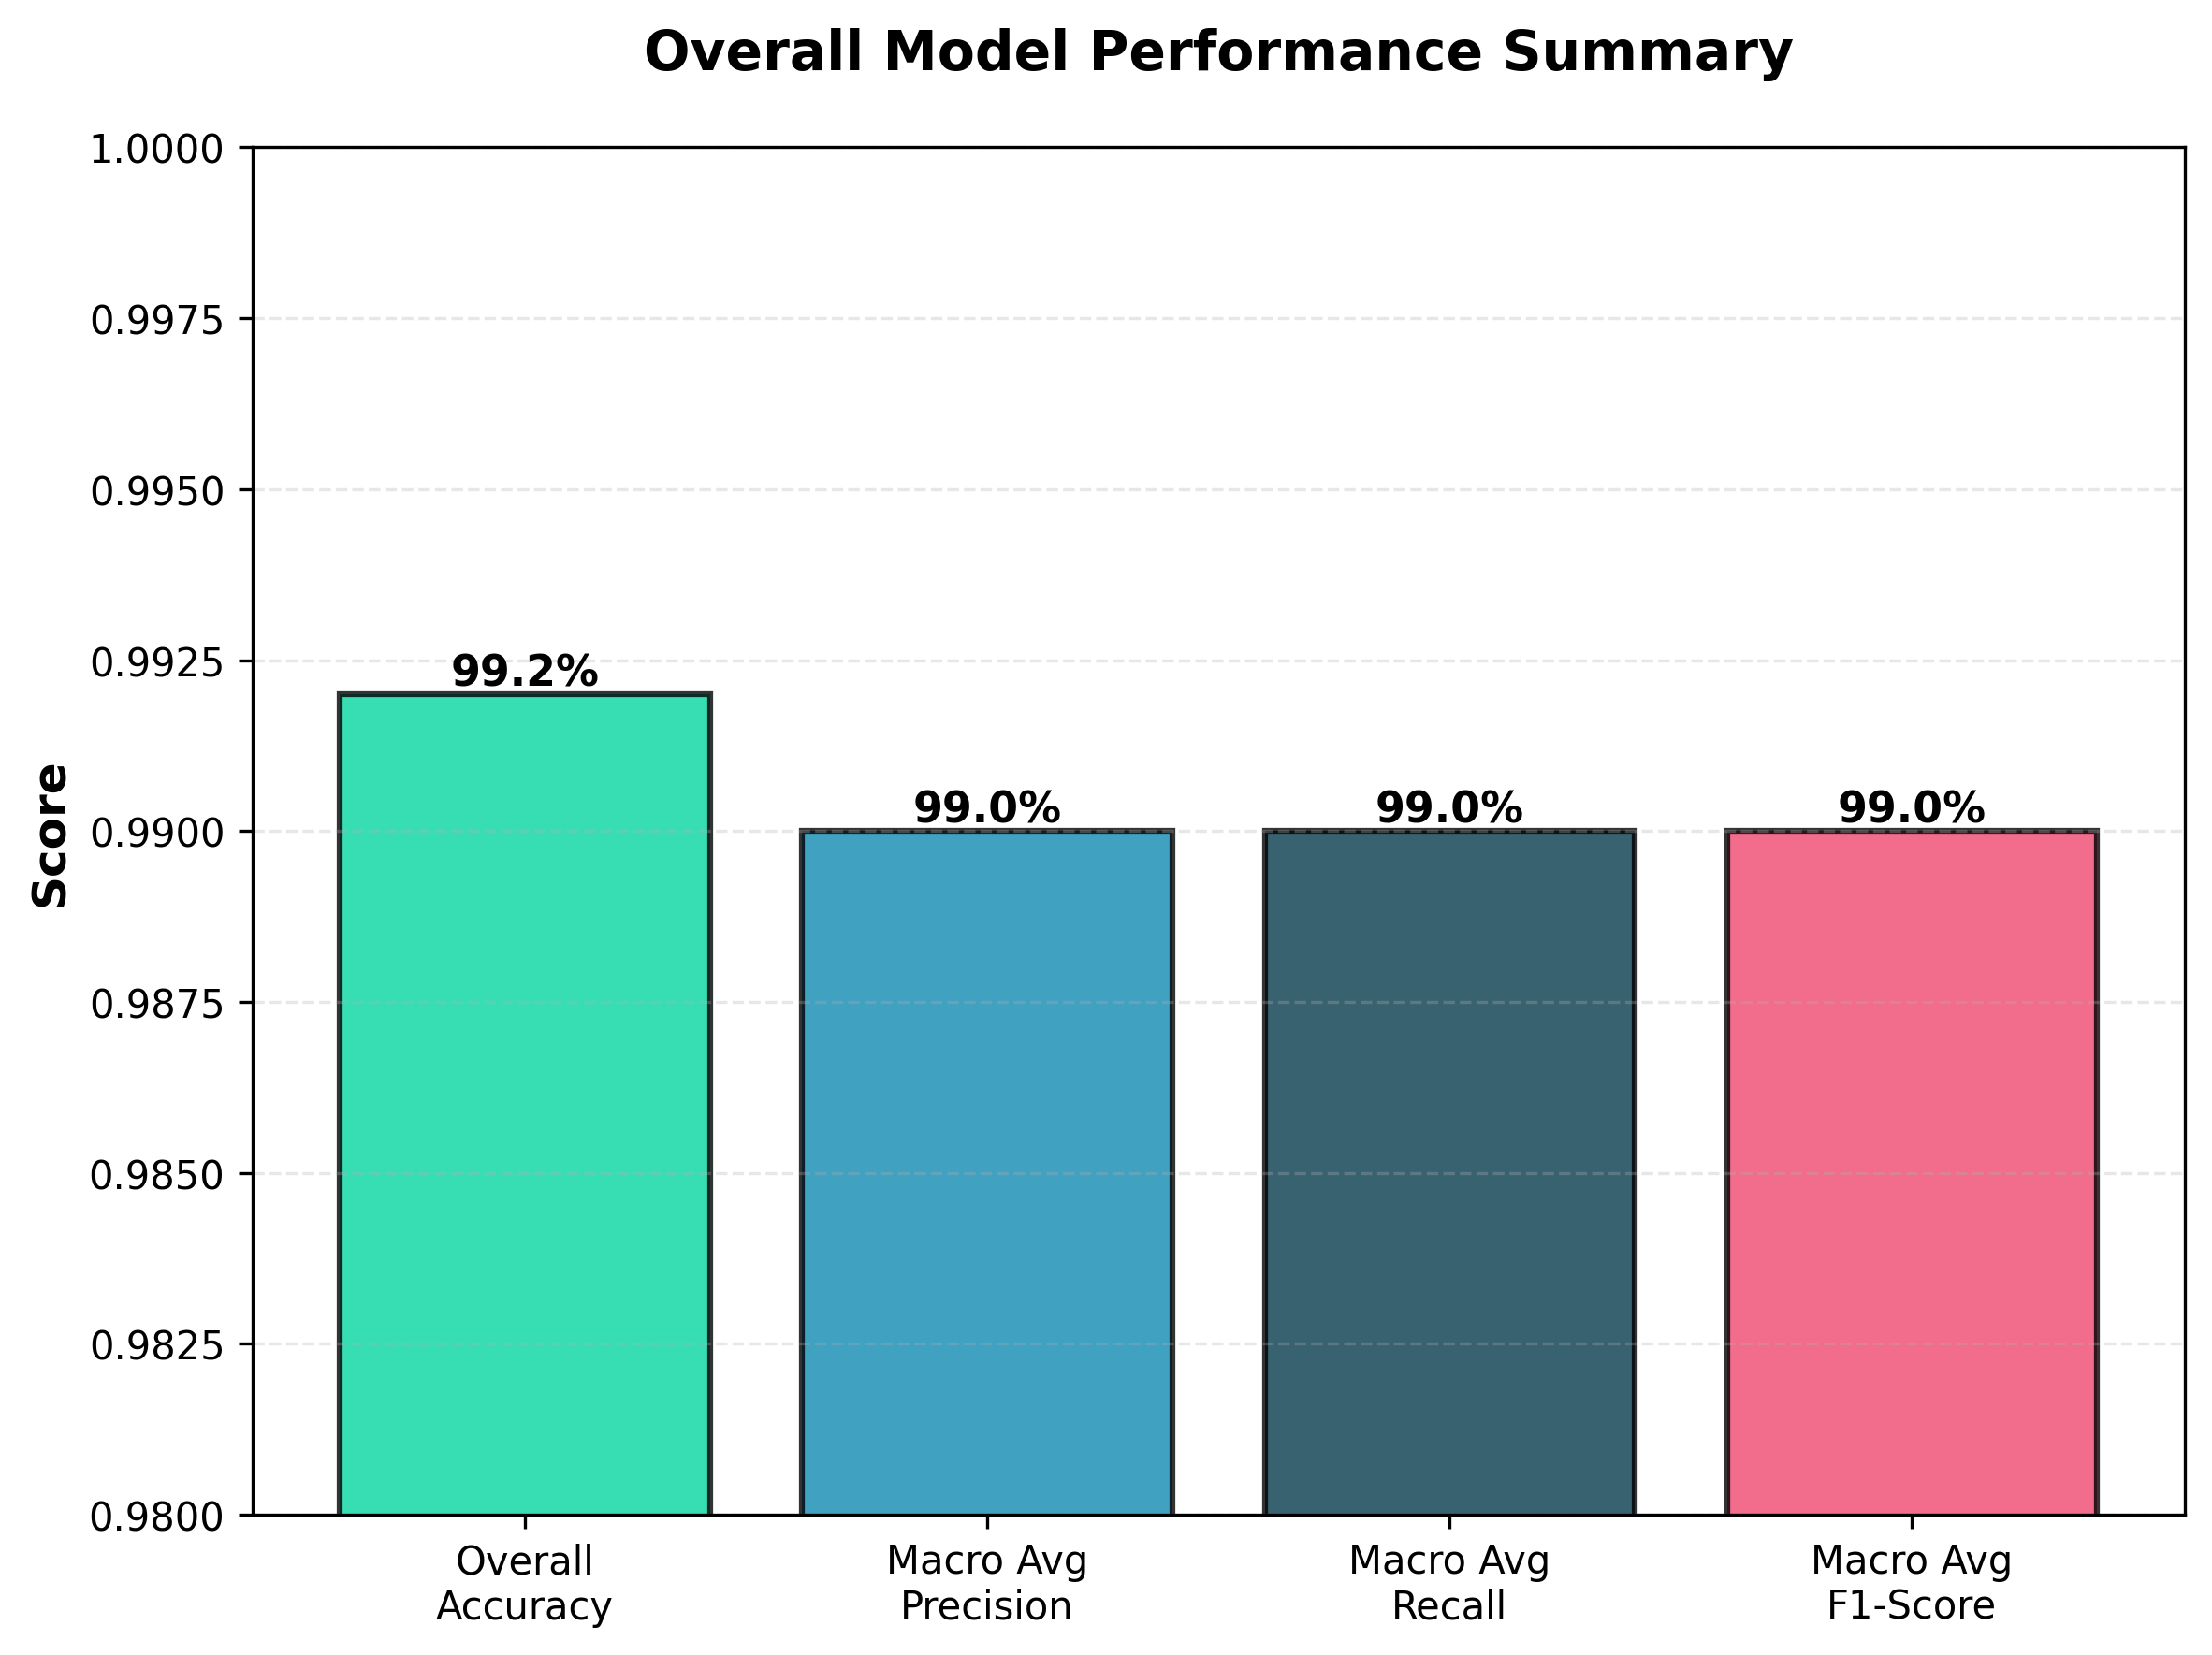 Overall Model Performance Summary
Score
1.0000
0.9975
0.9950
0.9925
0.9900
0.9875
0.9850
0.9825
0.9800
99.2%
99.0%
99.0%
99.0%
Overall
Accuracy
Macro Avg
Precision
Macro Avg
Recall
Macro Avg
F1-Score